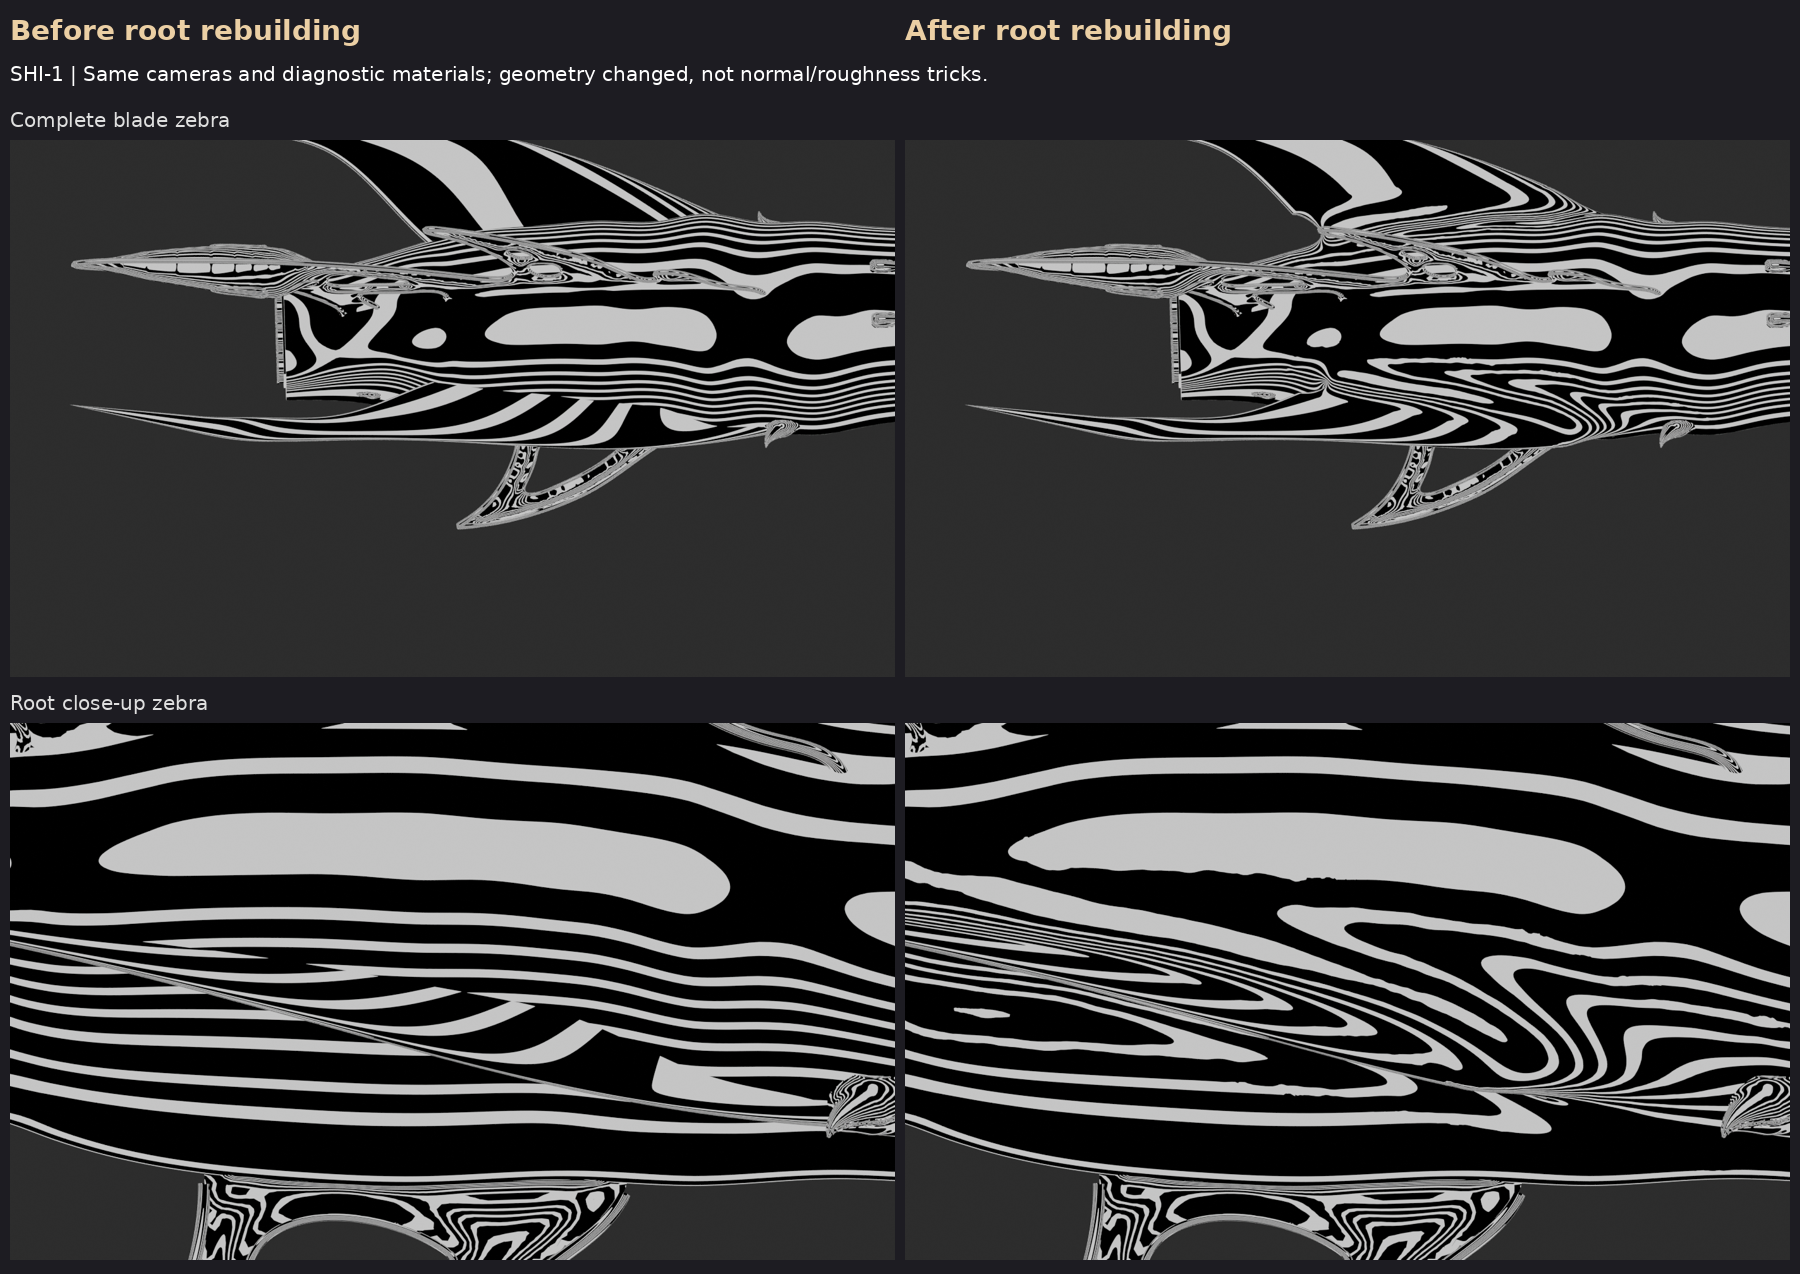 Before root rebuilding
After root rebuilding
SHI-1 | Same cameras and diagnostic materials; geometry changed, not normal/roughness tricks.
Complete blade zebra
Root close-up zebra